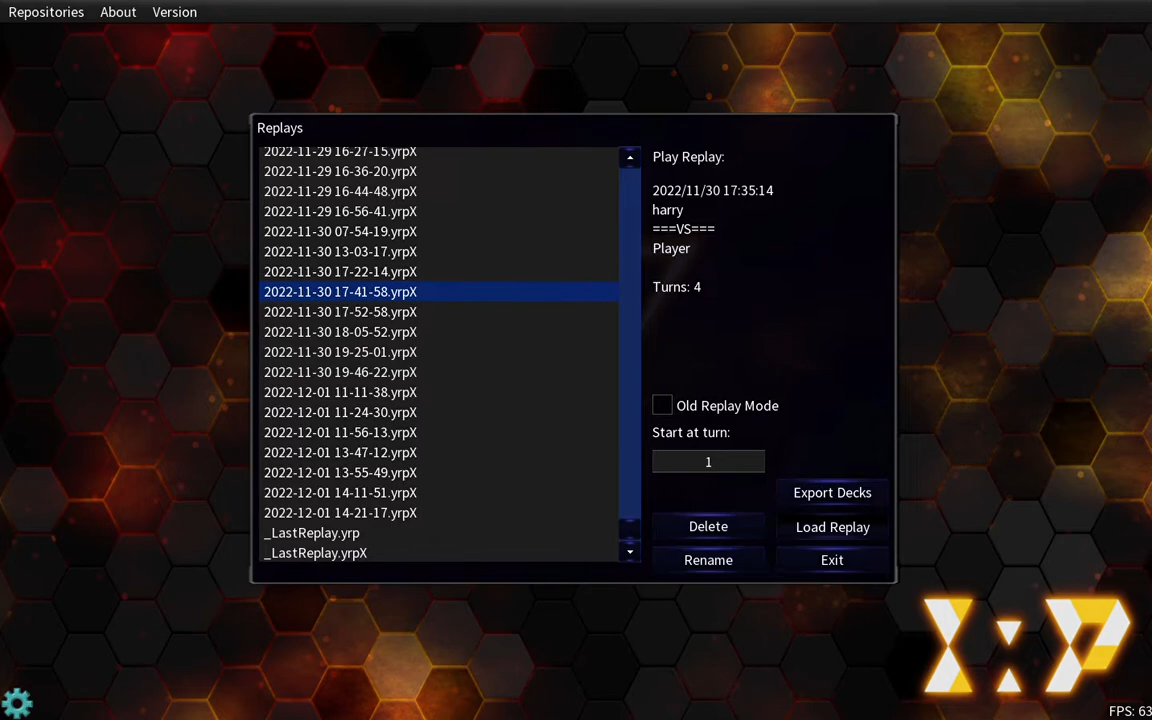 Repositories About Version
Replays
2022-11-29 16-27-15.yrpX
2022-11-29 16-36-20.yrpX
2022-11-29 16-44-48.yrpX
2022-11-29 16-56-41.yrpX
2022-11-30 07-54-19.yrpX
2022-11-30 13-03-17.yrpX
2022-11-30 17-22-14.yrpX
2022-11-30 17-41-58.yrpX
2022-11-30 17-52-58.yrpX
2022-11-30 18-05-52.yrpX
2022-11-30 19-25-01.yrpX
2022-11-30 19-46-22.yrpX
2022-12-01 11-11-38.yrpX
2022-12-01 11-24-30.yrpX
2022-12-01 11-56-13.yrpX
2022-12-01 13-47-12.yrpX
2022-12-01 13-55-49.yrpX
2022-12-01 14-11-51.yrpX
2022-12-01 14-21-17.yrpX
_LastReplay.yrp
_LastReplay.yrpX
Play Replay:
2022/11/30 17:35:14
harry
===VS===
Player
Turns: 4
Old Replay Mode
Start at turn:
1
Export Decks
Delete
Load Replay
Rename
Exit
X:P
FPS: 63